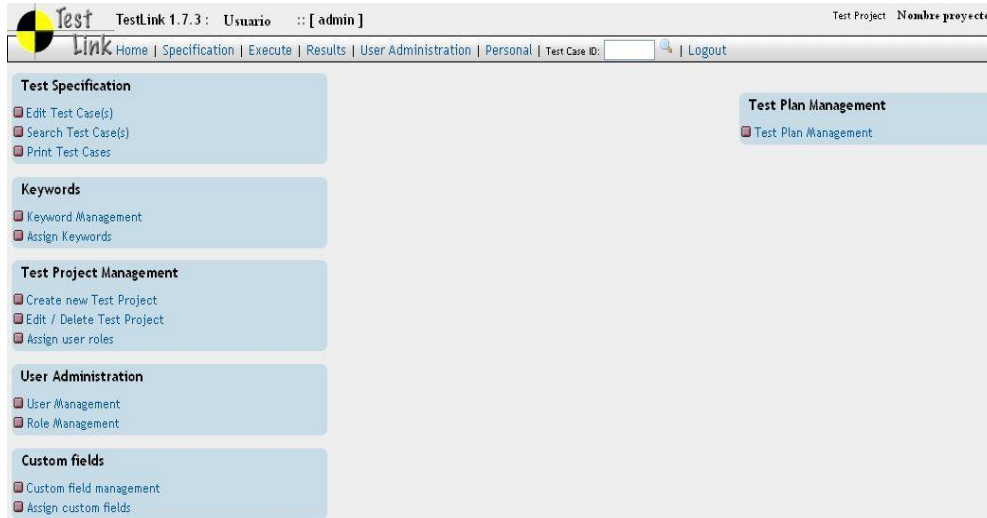 Test Link
TestLink 1.7.3 : Usuario :: [ admin ]
Test Project Nombre proyecto
Home | Specification | Execute | Results | User Administration | Personal | Test Case ID: | Logout
Test Specification
Edit Test Case(s)
Search Test Case(s)
Print Test Cases
Keywords
Keyword Management
Assign Keywords
Test Project Management
Create new Test Project
Edit / Delete Test Project
Assign user roles
User Administration
User Management
Role Management
Custom fields
Custom field management
Assign custom fields
Test Plan Management
Test Plan Management